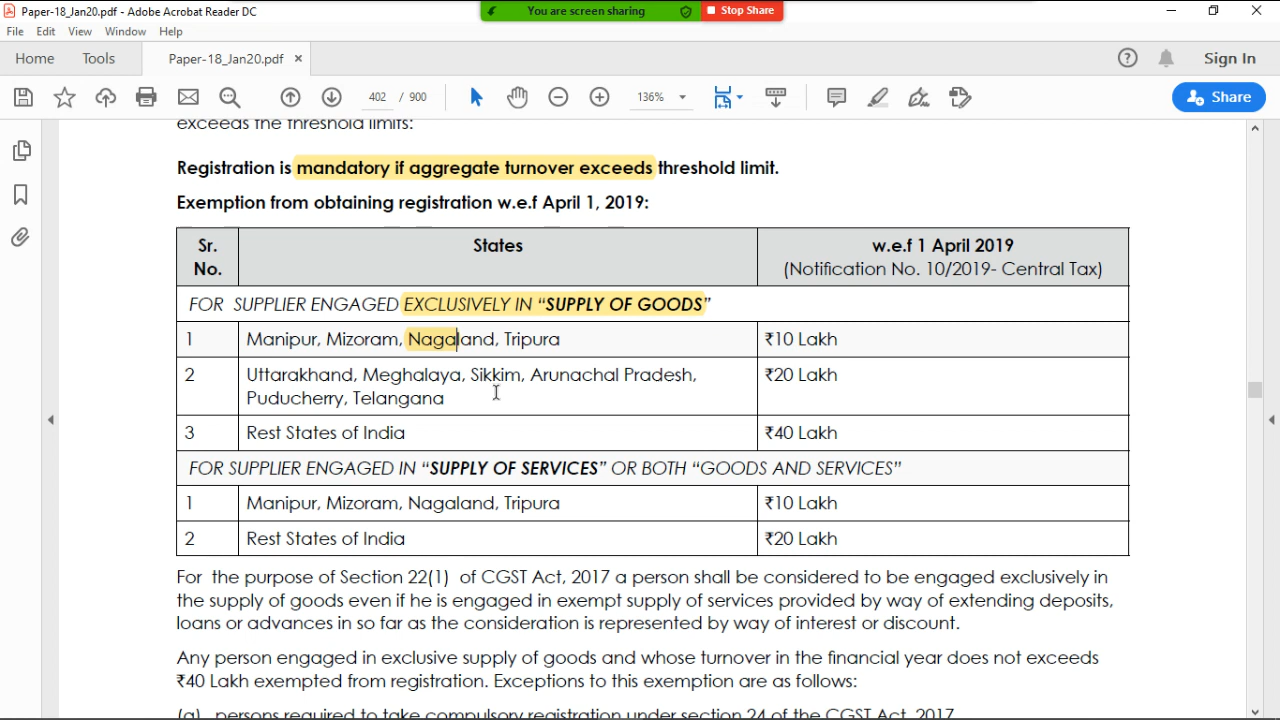 Paper-18_Jan20.pdf - Adobe Acrobat Reader DC
You are screen sharing
Stop Share
File Edit View Window Help
Home Tools Paper-18_Jan20.pdf × Sign In
402 / 900 136% Share
exceeds the threshold limits:
Registration is mandatory if aggregate turnover exceeds threshold limit.
Exemption from obtaining registration w.e.f April 1, 2019:
Sr. No. States w.e.f 1 April 2019
(Notification No. 10/2019- Central Tax)
FOR SUPPLIER ENGAGED EXCLUSIVELY IN “SUPPLY OF GOODS”
1 Manipur, Mizoram, Nagaland, Tripura ₹10 Lakh
2 Uttarakhand, Meghalaya, Sikkim, Arunachal Pradesh, ₹20 Lakh
Puducherry, Telangana
3 Rest States of India ₹40 Lakh
FOR SUPPLIER ENGAGED IN “SUPPLY OF SERVICES” OR BOTH “GOODS AND SERVICES”
1 Manipur, Mizoram, Nagaland, Tripura ₹10 Lakh
2 Rest States of India ₹20 Lakh
For the purpose of Section 22(1) of CGST Act, 2017 a person shall be considered to be engaged exclusively in
the supply of goods even if he is engaged in exempt supply of services provided by way of extending deposits,
loans or advances in so far as the consideration is represented by way of interest or discount.
Any person engaged in exclusive supply of goods and whose turnover in the financial year does not exceeds
₹40 Lakh exempted from registration. Exceptions to this exemption are as follows:
(a) persons required to take compulsory registration under section 24 of the CGST Act, 2017